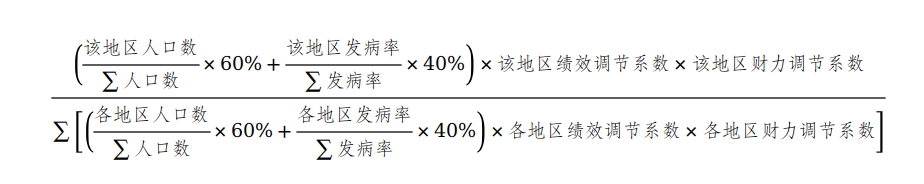 (该地区人口数/∑人口数 × 60% + 该地区发病率/∑发病率 × 40%) × 该地区绩效调节系数 × 该地区财力调节系数
∑[(各地区人口数/∑人口数 × 60% + 各地区发病率/∑发病率 × 40%) × 各地区绩效调节系数 × 各地区财力调节系数]